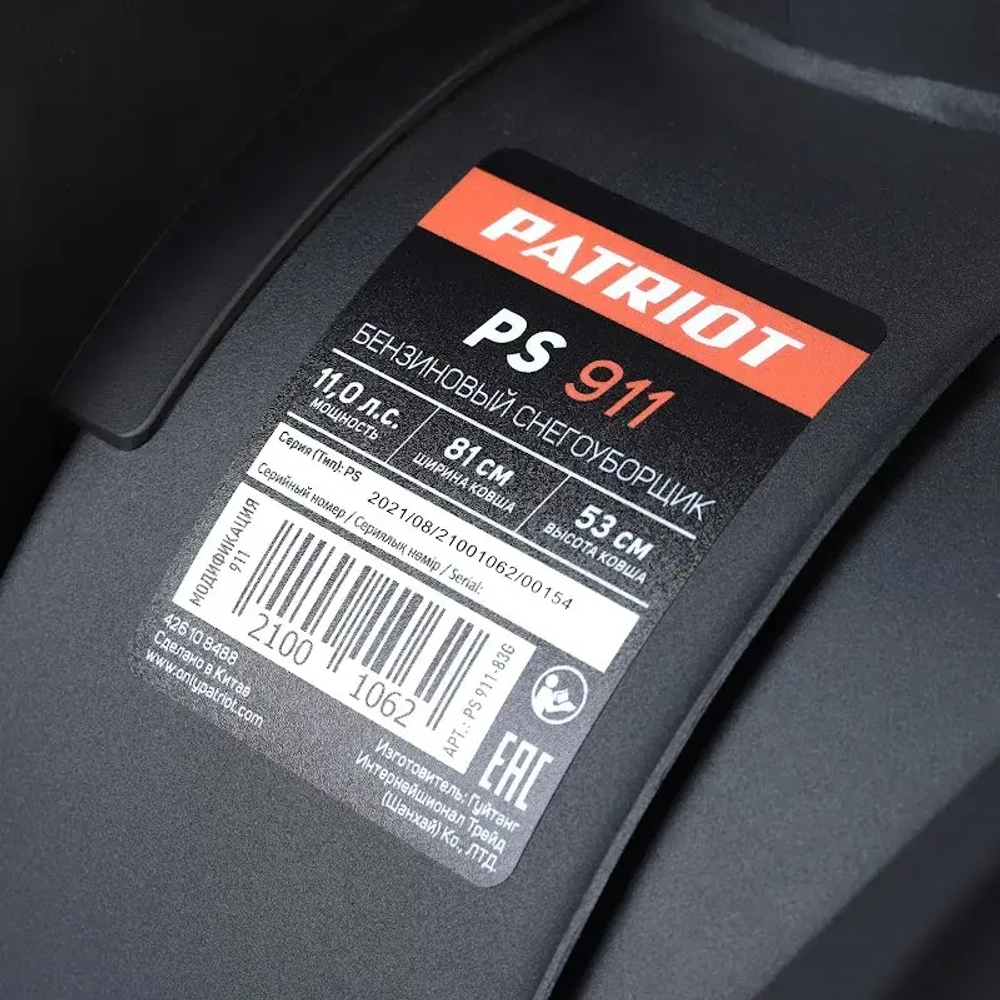 PATRIOT
PS 911
БЕНЗИНОВЫЙ СНЕГОУБОРЩИК
11,0 л.с.
МОЩНОСТЬ
81 см
ШИРИНА КОВША
53 см
ВЫСОТА КОВША
Серия (Тип): PS
2021/08/21001062/00154
Серийный номер / Сериялық нөмір / Serial:
МОДИФИКАЦИЯ
911
2100 1062
АРТ.: PS 911-83G
426 10 8488
Сделано в Китае
www.onlypatriot.com
EAC
Изготовитель: Гуйтанг
Интернейшионал Трейд
(Шанхай) Ко., ЛТД.